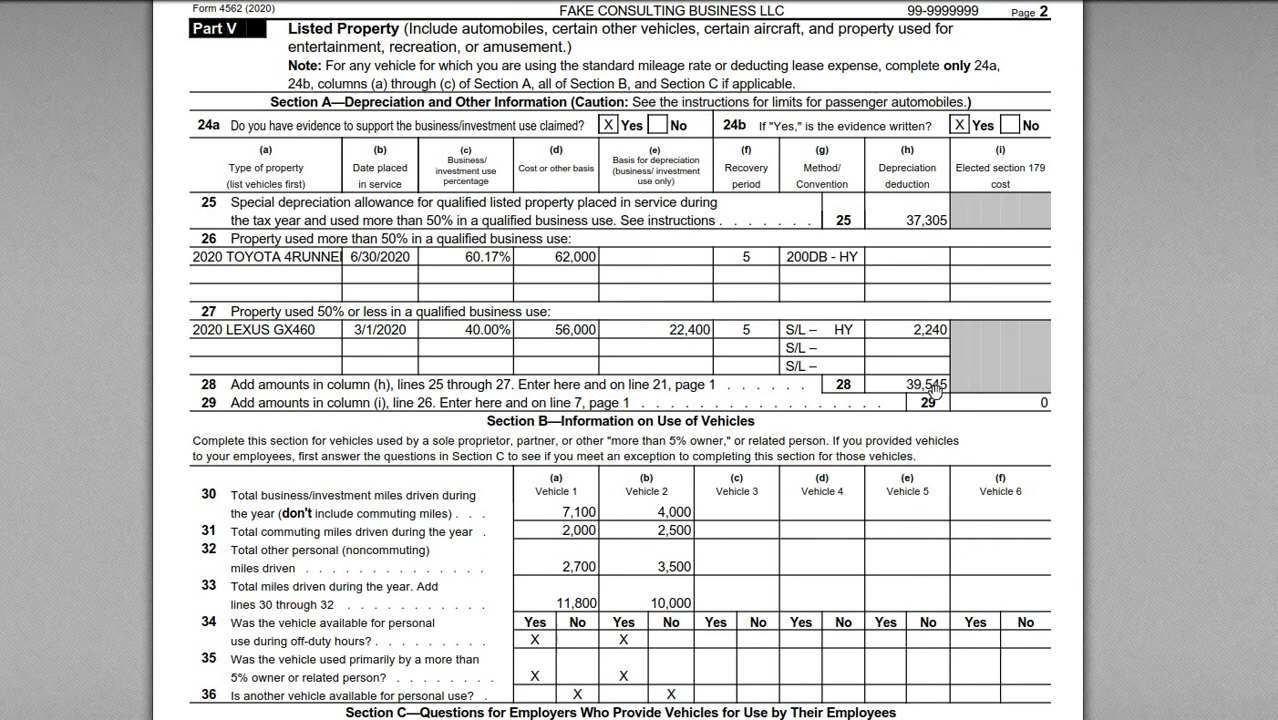 Form 4562 (2020) FAKE CONSULTING BUSINESS LLC 99-9999999 Page 2
Part V Listed Property (Include automobiles, certain other vehicles, certain aircraft, and property used for
entertainment, recreation, or amusement.)
Note: For any vehicle for which you are using the standard mileage rate or deducting lease expense, complete only 24a,
24b, columns (a) through (c) of Section A, all of Section B, and Section C if applicable.
Section A—Depreciation and Other Information (Caution: See the instructions for limits for passenger automobiles.)
24a Do you have evidence to support the business/investment use claimed? X Yes No 24b If "Yes," is the evidence written? X Yes No
(a) (b) (c) (d) (e) (f) (g) (h) (i)
Type of property Date placed Business/ Cost or other basis Basis for depreciation Recovery Method/ Depreciation Elected section 179
(list vehicles first) in service investment use (business/ investment period Convention deduction cost
percentage use only)
25 Special depreciation allowance for qualified listed property placed in service during
the tax year and used more than 50% in a qualified business use. See instructions . . . . . . . 25 37,305
26 Property used more than 50% in a qualified business use:
2020 TOYOTA 4RUNNE 6/30/2020 60.17% 62,000 5 200DB - HY
27 Property used 50% or less in a qualified business use:
2020 LEXUS GX460 3/1/2020 40.00% 56,000 22,400 5 S/L – HY 2,240
S/L –
S/L –
28 Add amounts in column (h), lines 25 through 27. Enter here and on line 21, page 1 . . . . . . 28 39,545
29 Add amounts in column (i), line 26. Enter here and on line 7, page 1 . . . . . . . . . . . . . . . . . 29 0
Section B—Information on Use of Vehicles
Complete this section for vehicles used by a sole proprietor, partner, or other "more than 5% owner," or related person. If you provided vehicles
to your employees, first answer the questions in Section C to see if you meet an exception to completing this section for those vehicles.
(a) (b) (c) (d) (e) (f)
Vehicle 1 Vehicle 2 Vehicle 3 Vehicle 4 Vehicle 5 Vehicle 6
30 Total business/investment miles driven during
the year (don't include commuting miles) . . . 7,100 4,000
31 Total commuting miles driven during the year . 2,000 2,500
32 Total other personal (noncommuting)
miles driven . . . . . . . . . . . . . . 2,700 3,500
33 Total miles driven during the year. Add
lines 30 through 32 . . . . . . . . . . 11,800 10,000
34 Was the vehicle available for personal Yes No Yes No Yes No Yes No Yes No Yes No
use during off-duty hours? . . . . . . . . X X
35 Was the vehicle used primarily by a more than
5% owner or related person? . . . . . . . X X
36 Is another vehicle available for personal use? . X X
Section C—Questions for Employers Who Provide Vehicles for Use by Their Employees